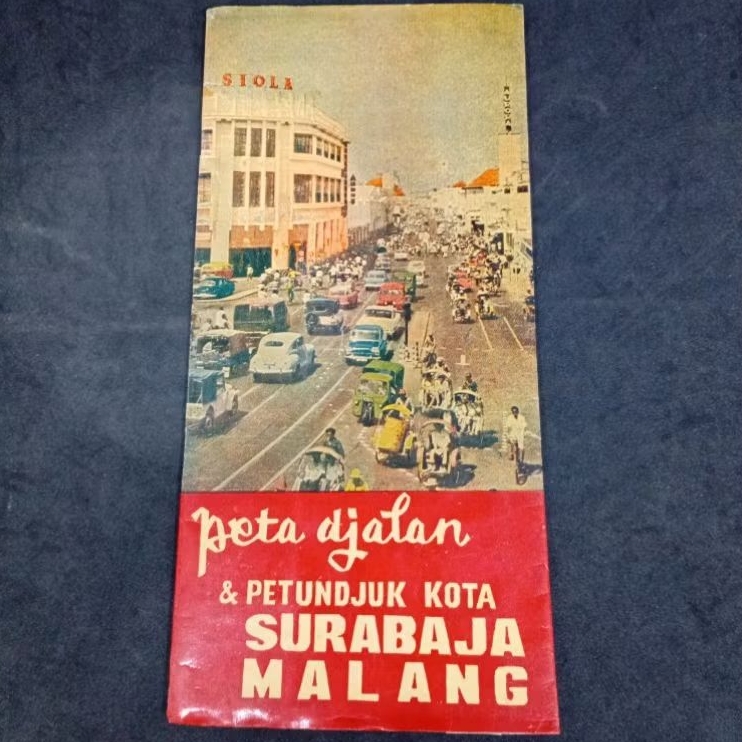 SIOLA
peta djalan
& PETUNDJUK KOTA
SURABAJA
MALANG